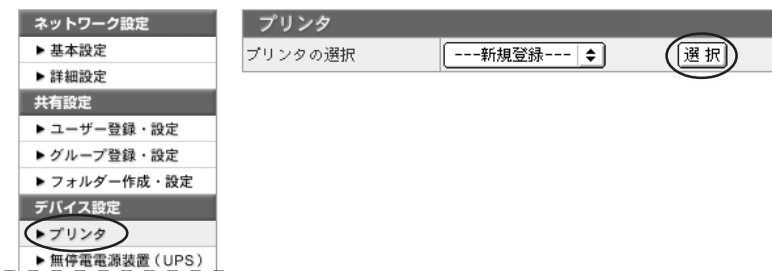 ネットワーク設定
▶基本設定
▶詳細設定
共有設定
▶ユーザー登録・設定
▶グループ登録・設定
▶フォルダー作成・設定
デバイス設定
▶プリンタ
▶無停電電源装置(UPS)
プリンタ
プリンタの選択 ---新規登録--- 選択